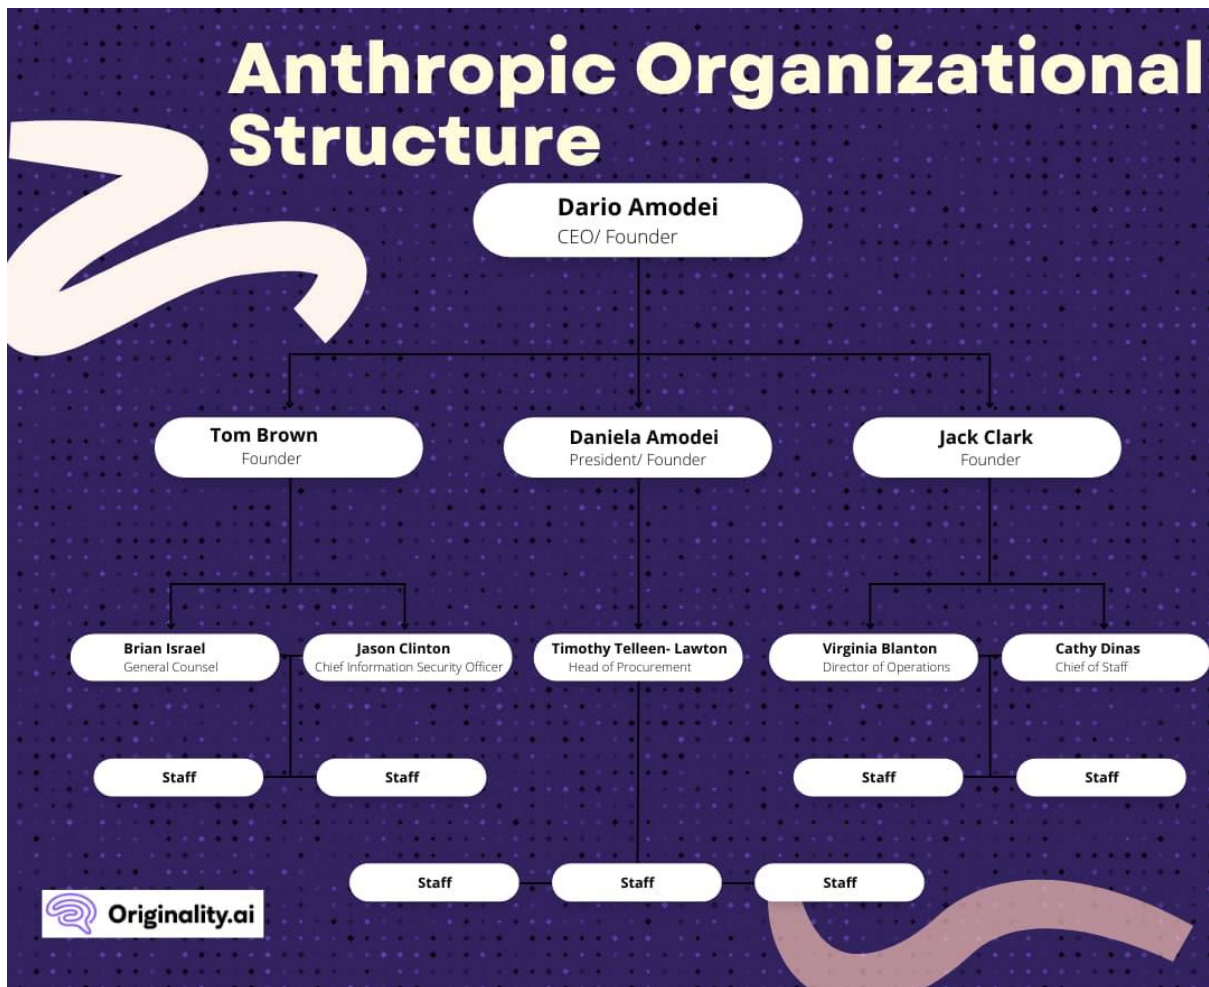 Anthropic Organizational
Structure
Dario Amodei
CEO/ Founder
Tom Brown
Founder
Daniela Amodei
President/ Founder
Jack Clark
Founder
Brian Israel
General Counsel
Jason Clinton
Chief Information Security Officer
Timothy Telleen- Lawton
Head of Procurement
Virginia Blanton
Director of Operations
Cathy Dinas
Chief of Staff
Staff
Staff
Staff
Staff
Staff
Staff
Staff
Originality.ai